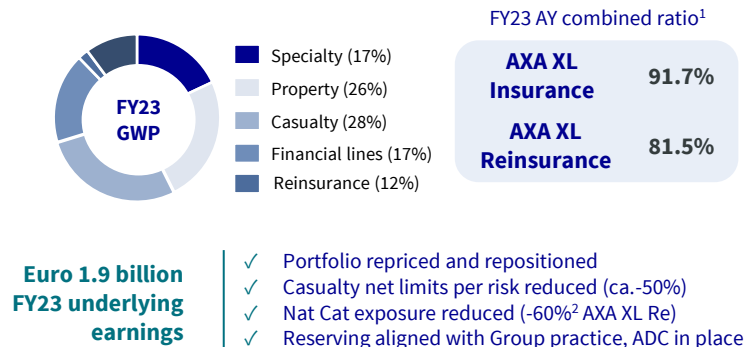 FY23 AY combined ratio1
FY23
GWP
Specialty (17%)
Property (26%)
Casualty (28%)
Financial lines (17%)
Reinsurance (12%)
AXA XL
Insurance
91.7%
AXA XL
Reinsurance
81.5%
Euro 1.9 billion
FY23 underlying
earnings
✓ Portfolio repriced and repositioned
✓ Casualty net limits per risk reduced (ca.-50%)
✓ Nat Cat exposure reduced (-60%2 AXA XL Re)
✓ Reserving aligned with Group practice, ADC in place